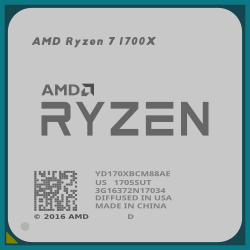 AMD Ryzen 7 1700X
AMD
RYZEN
YD170XBCM88AE
US 1705SUT
3G16372N17034
DIFFUSED IN USA
MADE IN CHINA
© 2016 AMD D